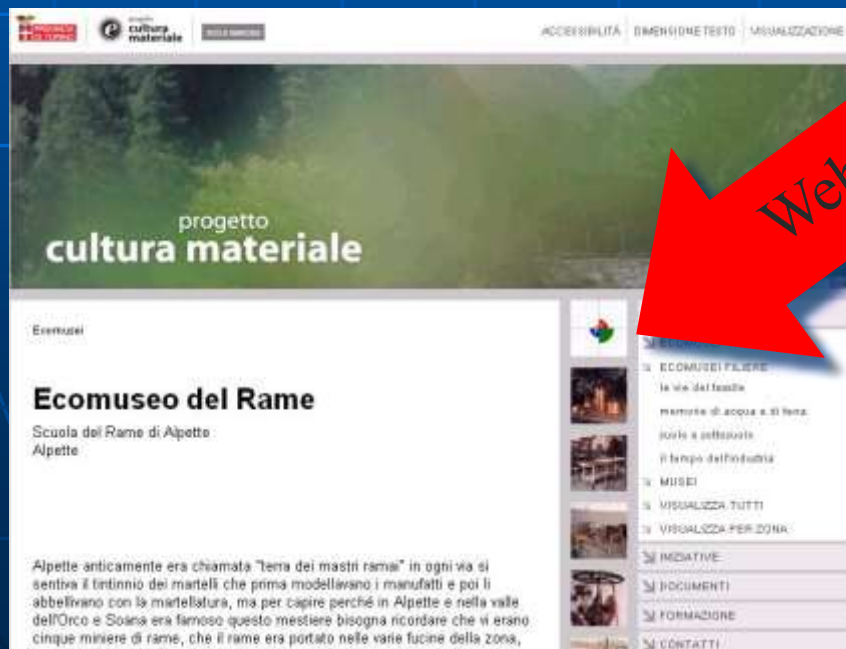 progetto
cultura
materiale
ACCESSIBILITÀ DIMENSIONE TESTO VISUALIZZAZIONE
progetto
cultura materiale
Web
Ecomusei
Ecomuseo del Rame
Scuola del Rame di Alpette
Alpette
Alpette anticamente era chiamata "terra dei mastri ramai" in ogni via si
sentiva il tintinnio dei martelli che prima modellavano i manufatti e poi li
abbellivano con la martellatura, ma per capire perché in Alpette e nella valle
dell'Orco e Soana era famoso questo mestiere bisogna ricordare che vi erano
cinque miniere di rame, che il rame era portato nelle varie fucine della zona,
ECOMUSEI FILIERE
le vie del tessile
memorie di acqua e di terra
suolo e sottosuolo
il tempo dell'industria
MUSEI
VISUALIZZA TUTTI
VISUALIZZA PER ZONA
INIZIATIVE
DOCUMENTI
FORMAZIONE
CONTATTI